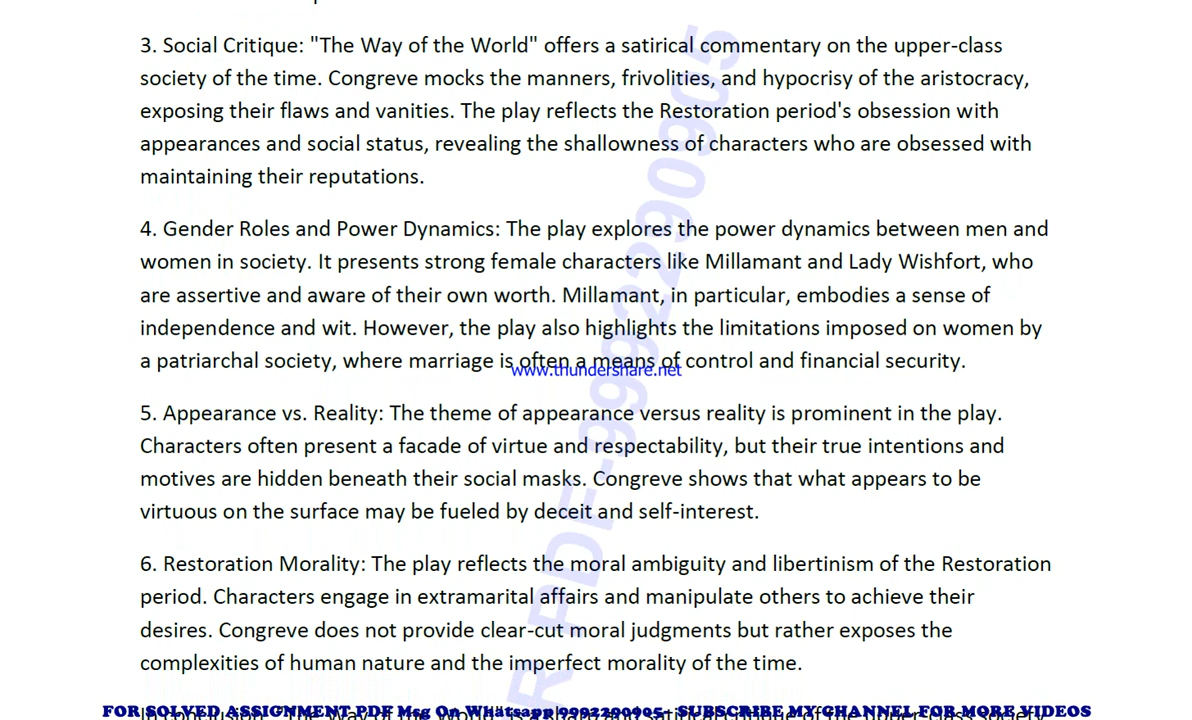 3. Social Critique: "The Way of the World" offers a satirical commentary on the upper-class
society of the time. Congreve mocks the manners, frivolities, and hypocrisy of the aristocracy,
exposing their flaws and vanities. The play reflects the Restoration period's obsession with
appearances and social status, revealing the shallowness of characters who are obsessed with
maintaining their reputations.
4. Gender Roles and Power Dynamics: The play explores the power dynamics between men and
women in society. It presents strong female characters like Millamant and Lady Wishfort, who
are assertive and aware of their own worth. Millamant, in particular, embodies a sense of
independence and wit. However, the play also highlights the limitations imposed on women by
a patriarchal society, where marriage is often a means of control and financial security.
www.thundershare.net
5. Appearance vs. Reality: The theme of appearance versus reality is prominent in the play.
Characters often present a facade of virtue and respectability, but their true intentions and
motives are hidden beneath their social masks. Congreve shows that what appears to be
virtuous on the surface may be fueled by deceit and self-interest.
6. Restoration Morality: The play reflects the moral ambiguity and libertinism of the Restoration
period. Characters engage in extramarital affairs and manipulate others to achieve their
desires. Congreve does not provide clear-cut moral judgments but rather exposes the
complexities of human nature and the imperfect morality of the time.
FOR SOLVED ASSIGNMENT PDF Msg On Whatsapp 9992290905- SUBSCRIBE MY CHANNEL FOR MORE VIDEOS
R PDF-9992290905